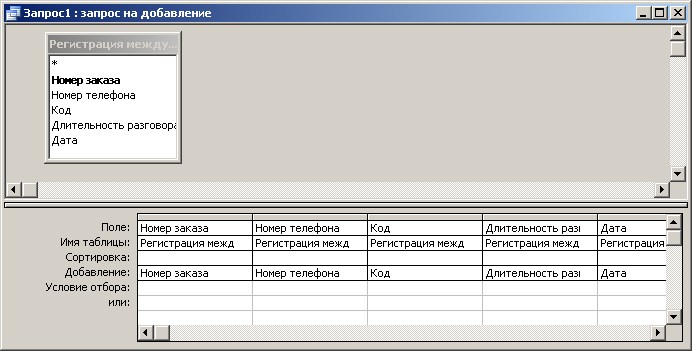 Запрос1 : запрос на добавление
Регистрация между...
*
Номер заказа
Номер телефона
Код
Длительность разговора
Дата
Поле: Номер заказа Номер телефона Код Длительность разг Дата
Имя таблицы: Регистрация межд Регистрация межд Регистрация межд Регистрация межд Регистрация
Сортировка:
Добавление: Номер заказа Номер телефона Код Длительность разг Дата
Условие отбора:
или: